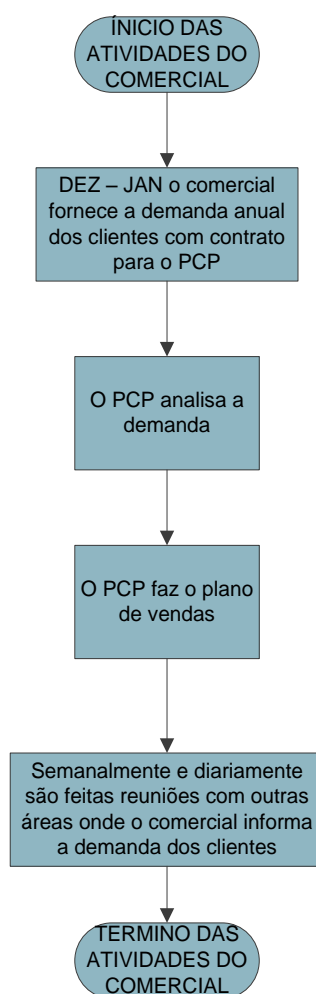 ÍNICIO DAS
ATIVIDADES DO
COMERCIAL
DEZ – JAN o comercial
fornece a demanda anual
dos clientes com contrato
para o PCP
O PCP analisa a
demanda
O PCP faz o plano
de vendas
Semanalmente e diariamente
são feitas reuniões com outras
áreas onde o comercial informa
a demanda dos clientes
TERMINO DAS
ATIVIDADES DO
COMERCIAL